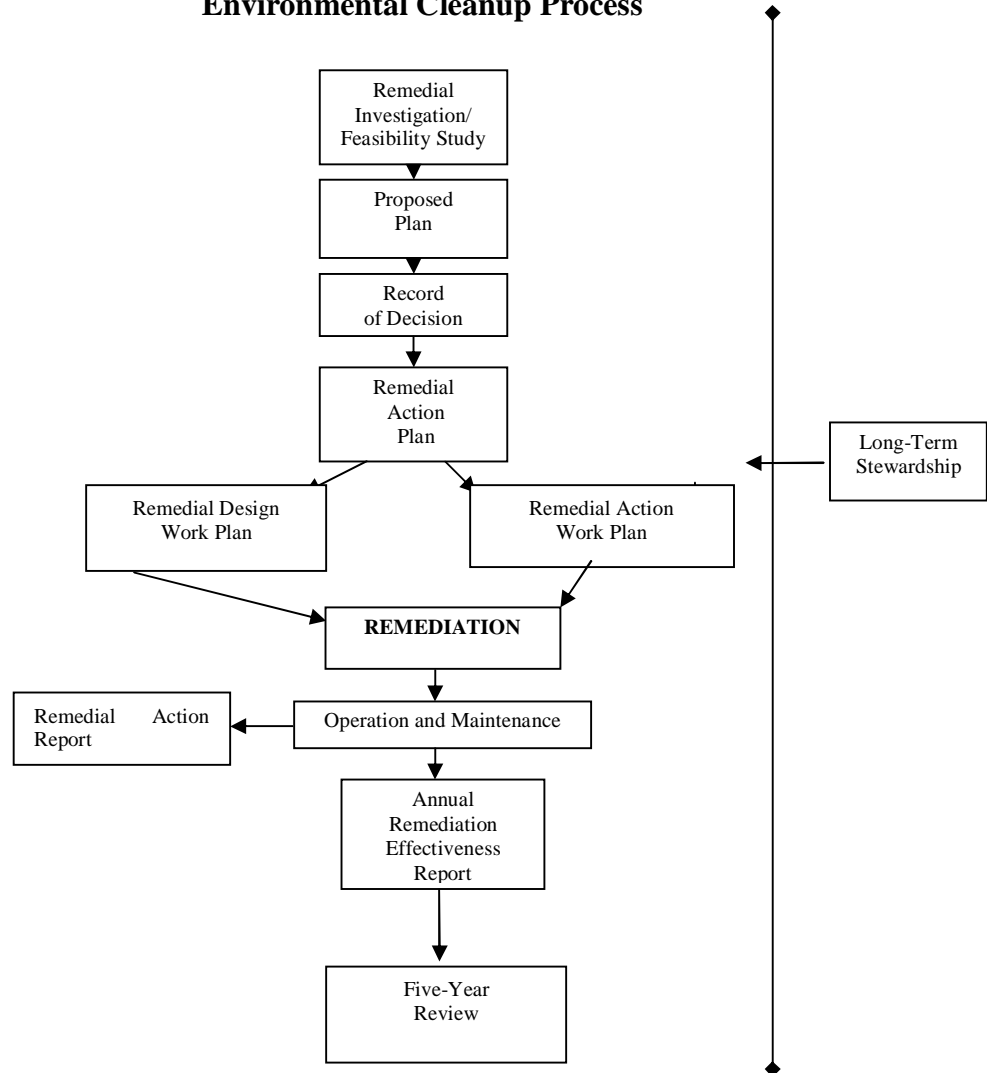 Environmental Cleanup Process
Remedial
Investigation/
Feasibility Study
Proposed
Plan
Record
of Decision
Remedial
Action
Plan
Long-Term
Stewardship
Remedial Design
Work Plan
Remedial Action
Work Plan
REMEDIATION
Operation and Maintenance
Remedial Action
Report
Annual
Remediation
Effectiveness
Report
Five-Year
Review